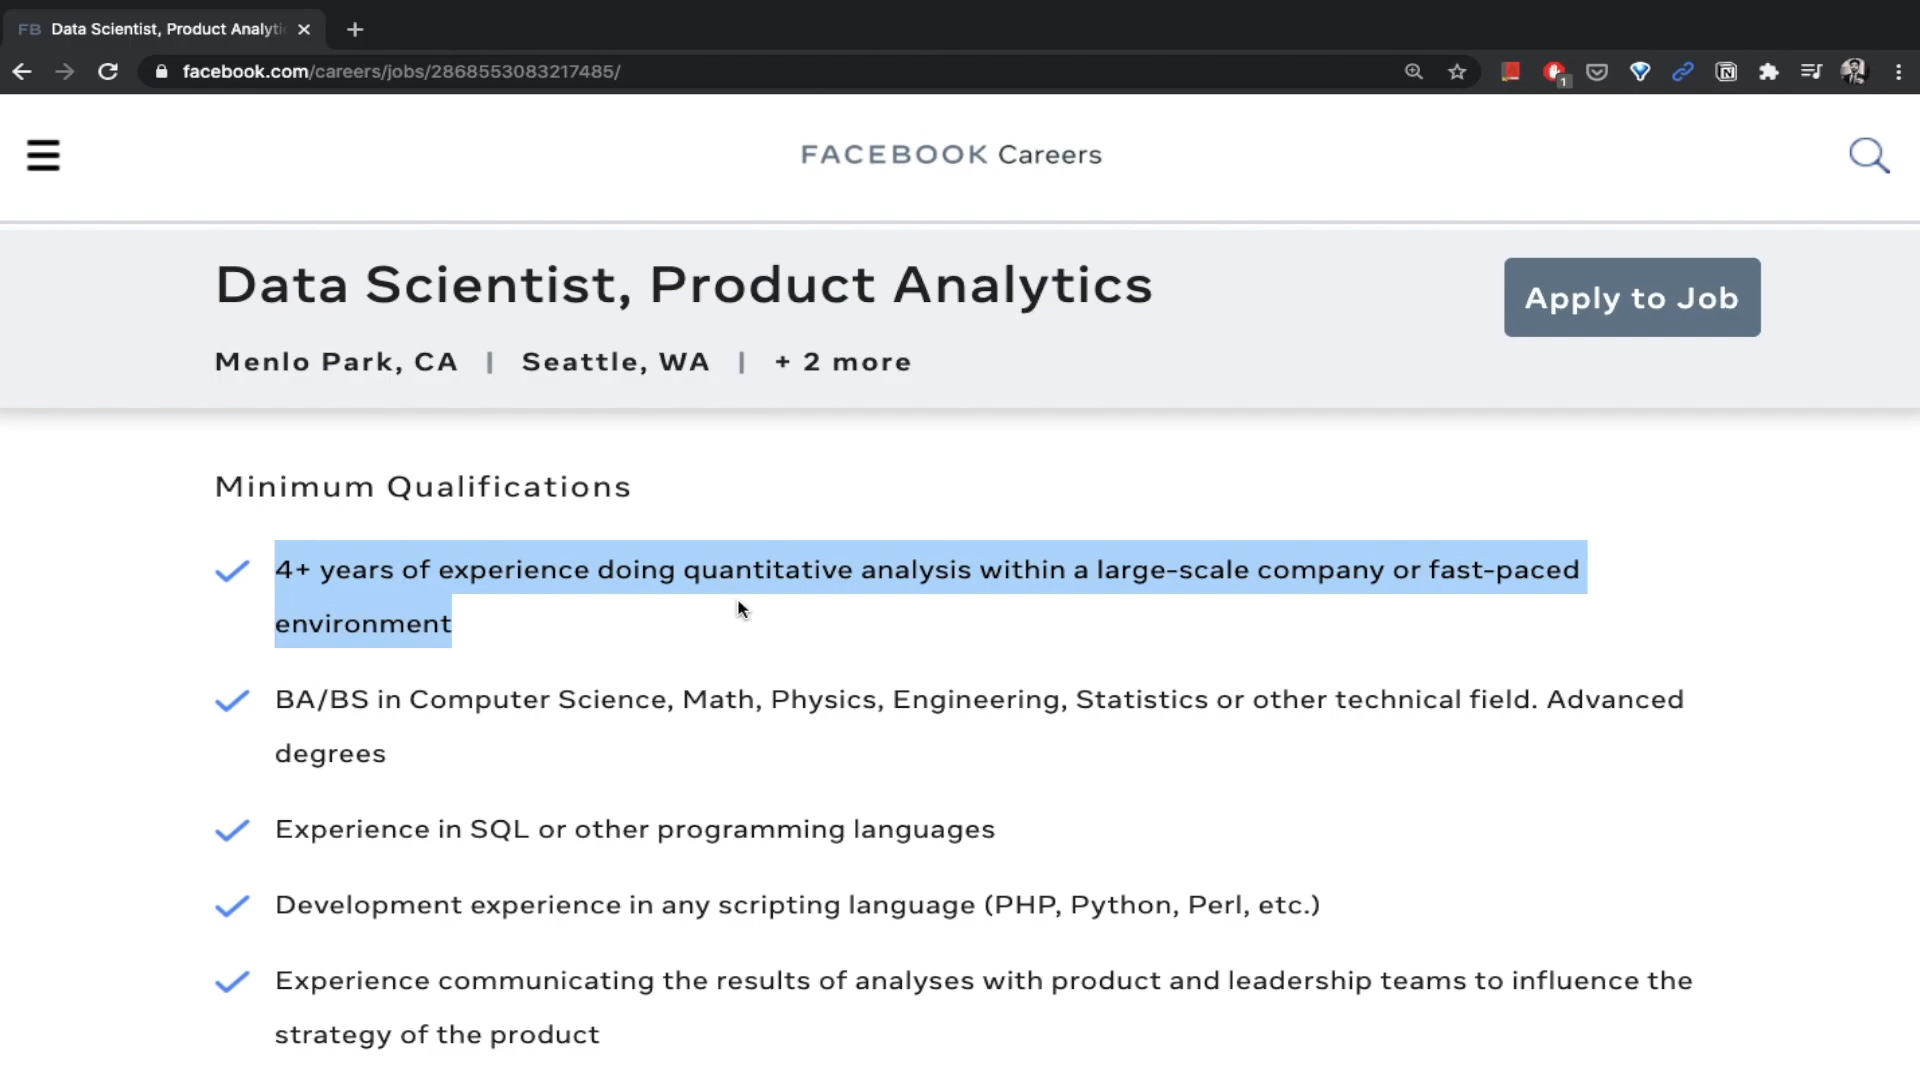 FB Data Scientist, Product Analyti
facebook.com/careers/jobs/2868553083217485/
1
FACEBOOK Careers
Data Scientist, Product Analytics
Apply to Job
Menlo Park, CA | Seattle, WA | + 2 more
Minimum Qualifications
4+ years of experience doing quantitative analysis within a large-scale company or fast-paced
environment
BA/BS in Computer Science, Math, Physics, Engineering, Statistics or other technical field. Advanced
degrees
Experience in SQL or other programming languages
Development experience in any scripting language (PHP, Python, Perl, etc.)
Experience communicating the results of analyses with product and leadership teams to influence the
strategy of the product